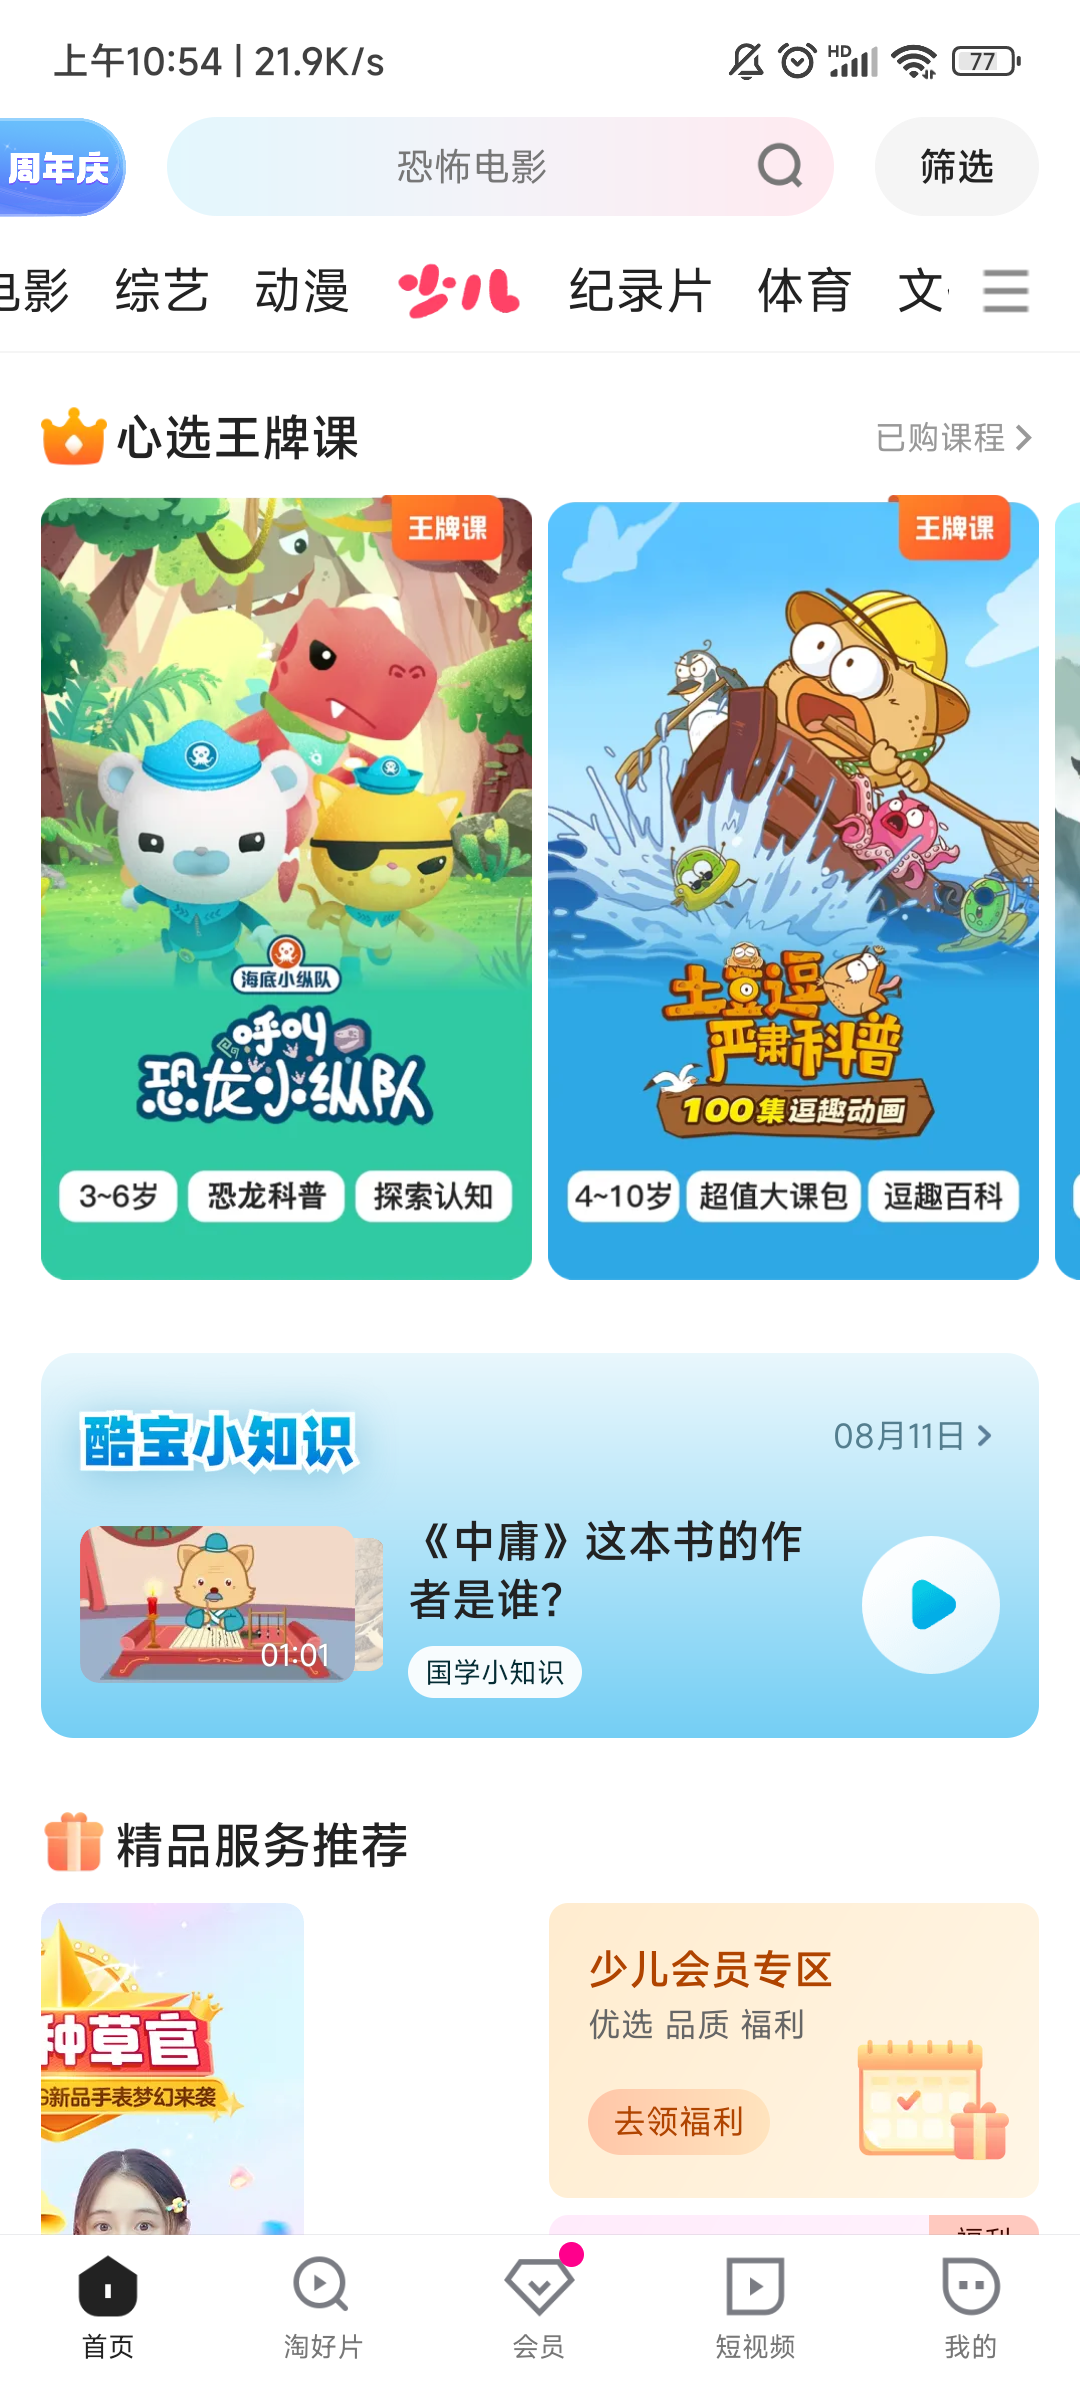 上午10:54 | 21.9K/s
HD
77
周年庆
恐怖电影
筛选
电影 综艺 动漫 少儿 纪录片 体育 文
心选王牌课
已购课程
王牌课
海底小纵队
呼叫
恐龙小纵队
3~6岁 恐龙科普 探索认知
王牌课
土豆逗
严肃科普
100集逗趣动画
4~10岁 超值大课包 逗趣百科
酷宝小知识
08月11日
01:01
《中庸》这本书的作
者是谁?
国学小知识
精品服务推荐
种草官
新品手表梦幻来袭
少儿会员专区
优选 品质 福利
去领福利
福利
首页 淘好片 会员 短视频 我的